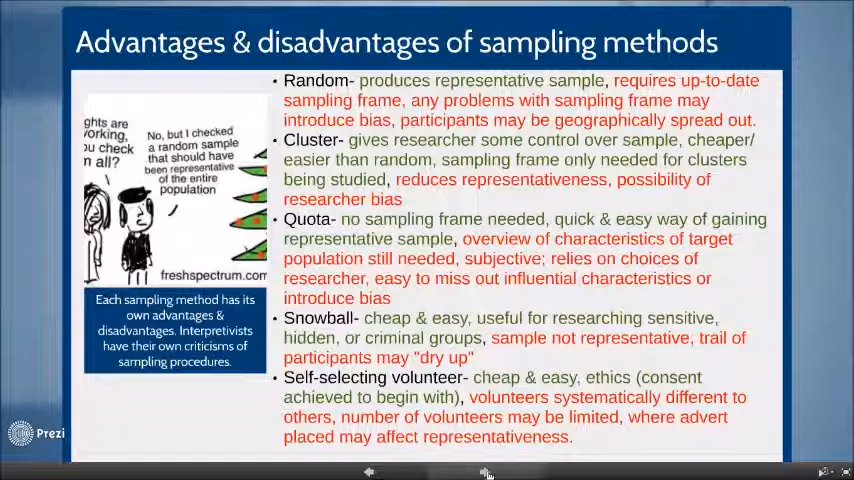 Advantages & disadvantages of sampling methods
ghts are
vorking,
ou check
n all?
No, but I checked
a random sample
that should have
been representative
of the entire
population
freshspectrum.com
Each sampling method has its
own advantages &
disadvantages. Interpretivists
have their own criticisms of
sampling procedures.
• Random- produces representative sample, requires up-to-date
sampling frame, any problems with sampling frame may
introduce bias, participants may be geographically spread out.
• Cluster- gives researcher some control over sample, cheaper/
easier than random, sampling frame only needed for clusters
being studied, reduces representativeness, possibility of
researcher bias
• Quota- no sampling frame needed, quick & easy way of gaining
representative sample, overview of characteristics of target
population still needed, subjective; relies on choices of
researcher, easy to miss out influential characteristics or
introduce bias
• Snowball- cheap & easy, useful for researching sensitive,
hidden, or criminal groups, sample not representative, trail of
participants may "dry up"
• Self-selecting volunteer- cheap & easy, ethics (consent
achieved to begin with), volunteers systematically different to
others, number of volunteers may be limited, where advert
placed may affect representativeness.
Prezi